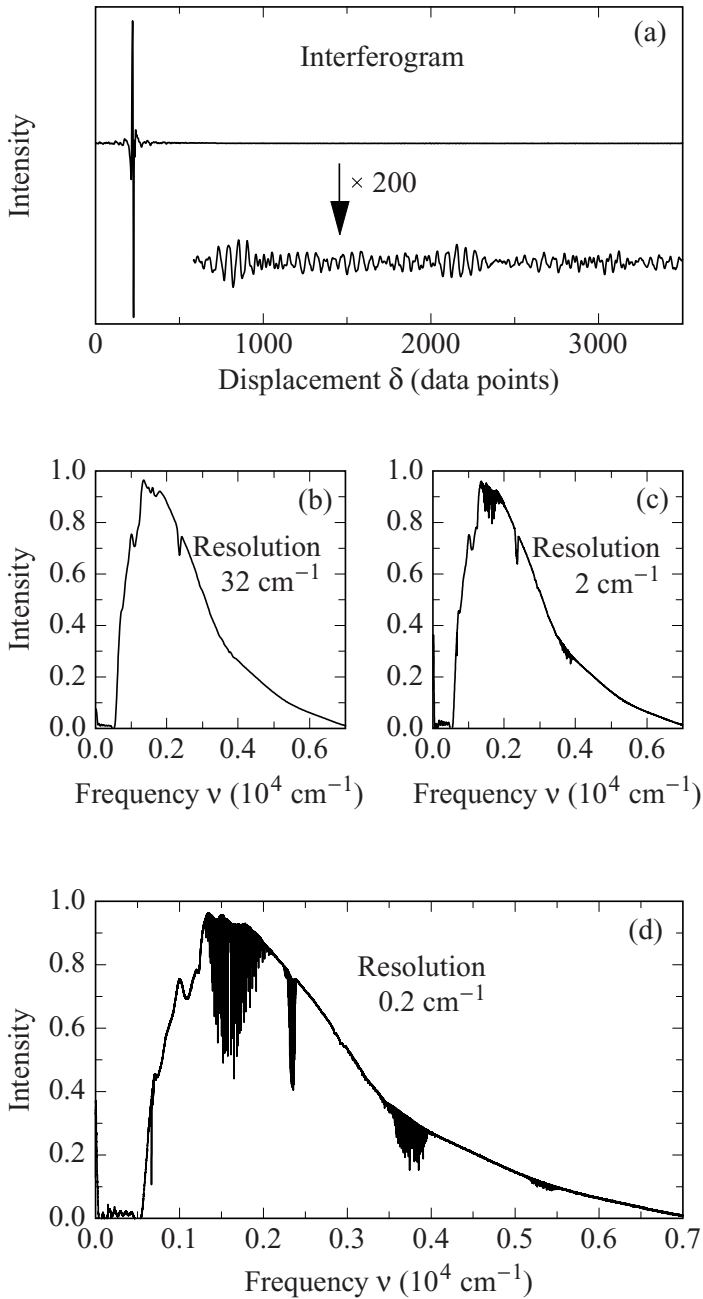 (a)
Interferogram
Intensity
× 200
0 1000 2000 3000
Displacement δ (data points)
1.0
0.8
0.6
0.4
0.2
0.0
(b)
Resolution
32 cm⁻¹
Intensity
0.0 0.2 0.4 0.6
Frequency ν (10⁴ cm⁻¹)
1.0
0.8
0.6
0.4
0.2
0.0
(c)
Resolution
2 cm⁻¹
0.0 0.2 0.4 0.6
Frequency ν (10⁴ cm⁻¹)
1.0
0.8
0.6
0.4
0.2
0.0
(d)
Resolution
0.2 cm⁻¹
Intensity
0.0 0.1 0.2 0.3 0.4 0.5 0.6 0.7
Frequency ν (10⁴ cm⁻¹)